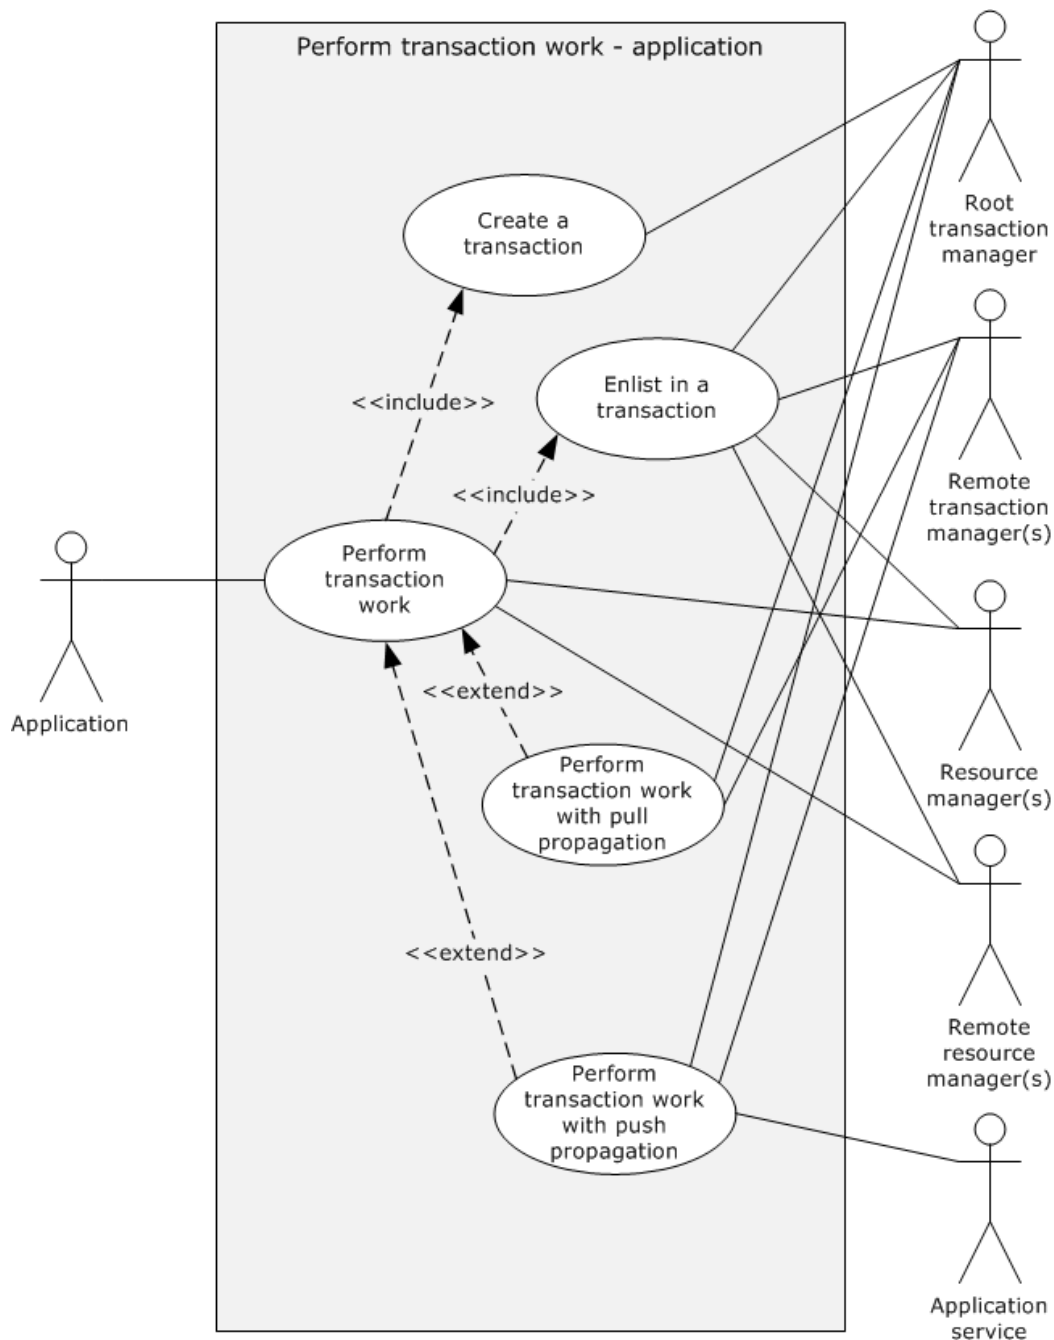 Perform transaction work - application
Root
transaction
manager
Create a
transaction
<<include>>
Enlist in a
transaction
Remote
transaction
manager(s)
<<include>>
Perform
transaction
work
Application
<<extend>>
Resource
manager(s)
Perform
transaction work
with pull
propagation
<<extend>>
Remote
resource
manager(s)
Perform
transaction work
with push
propagation
Application
service